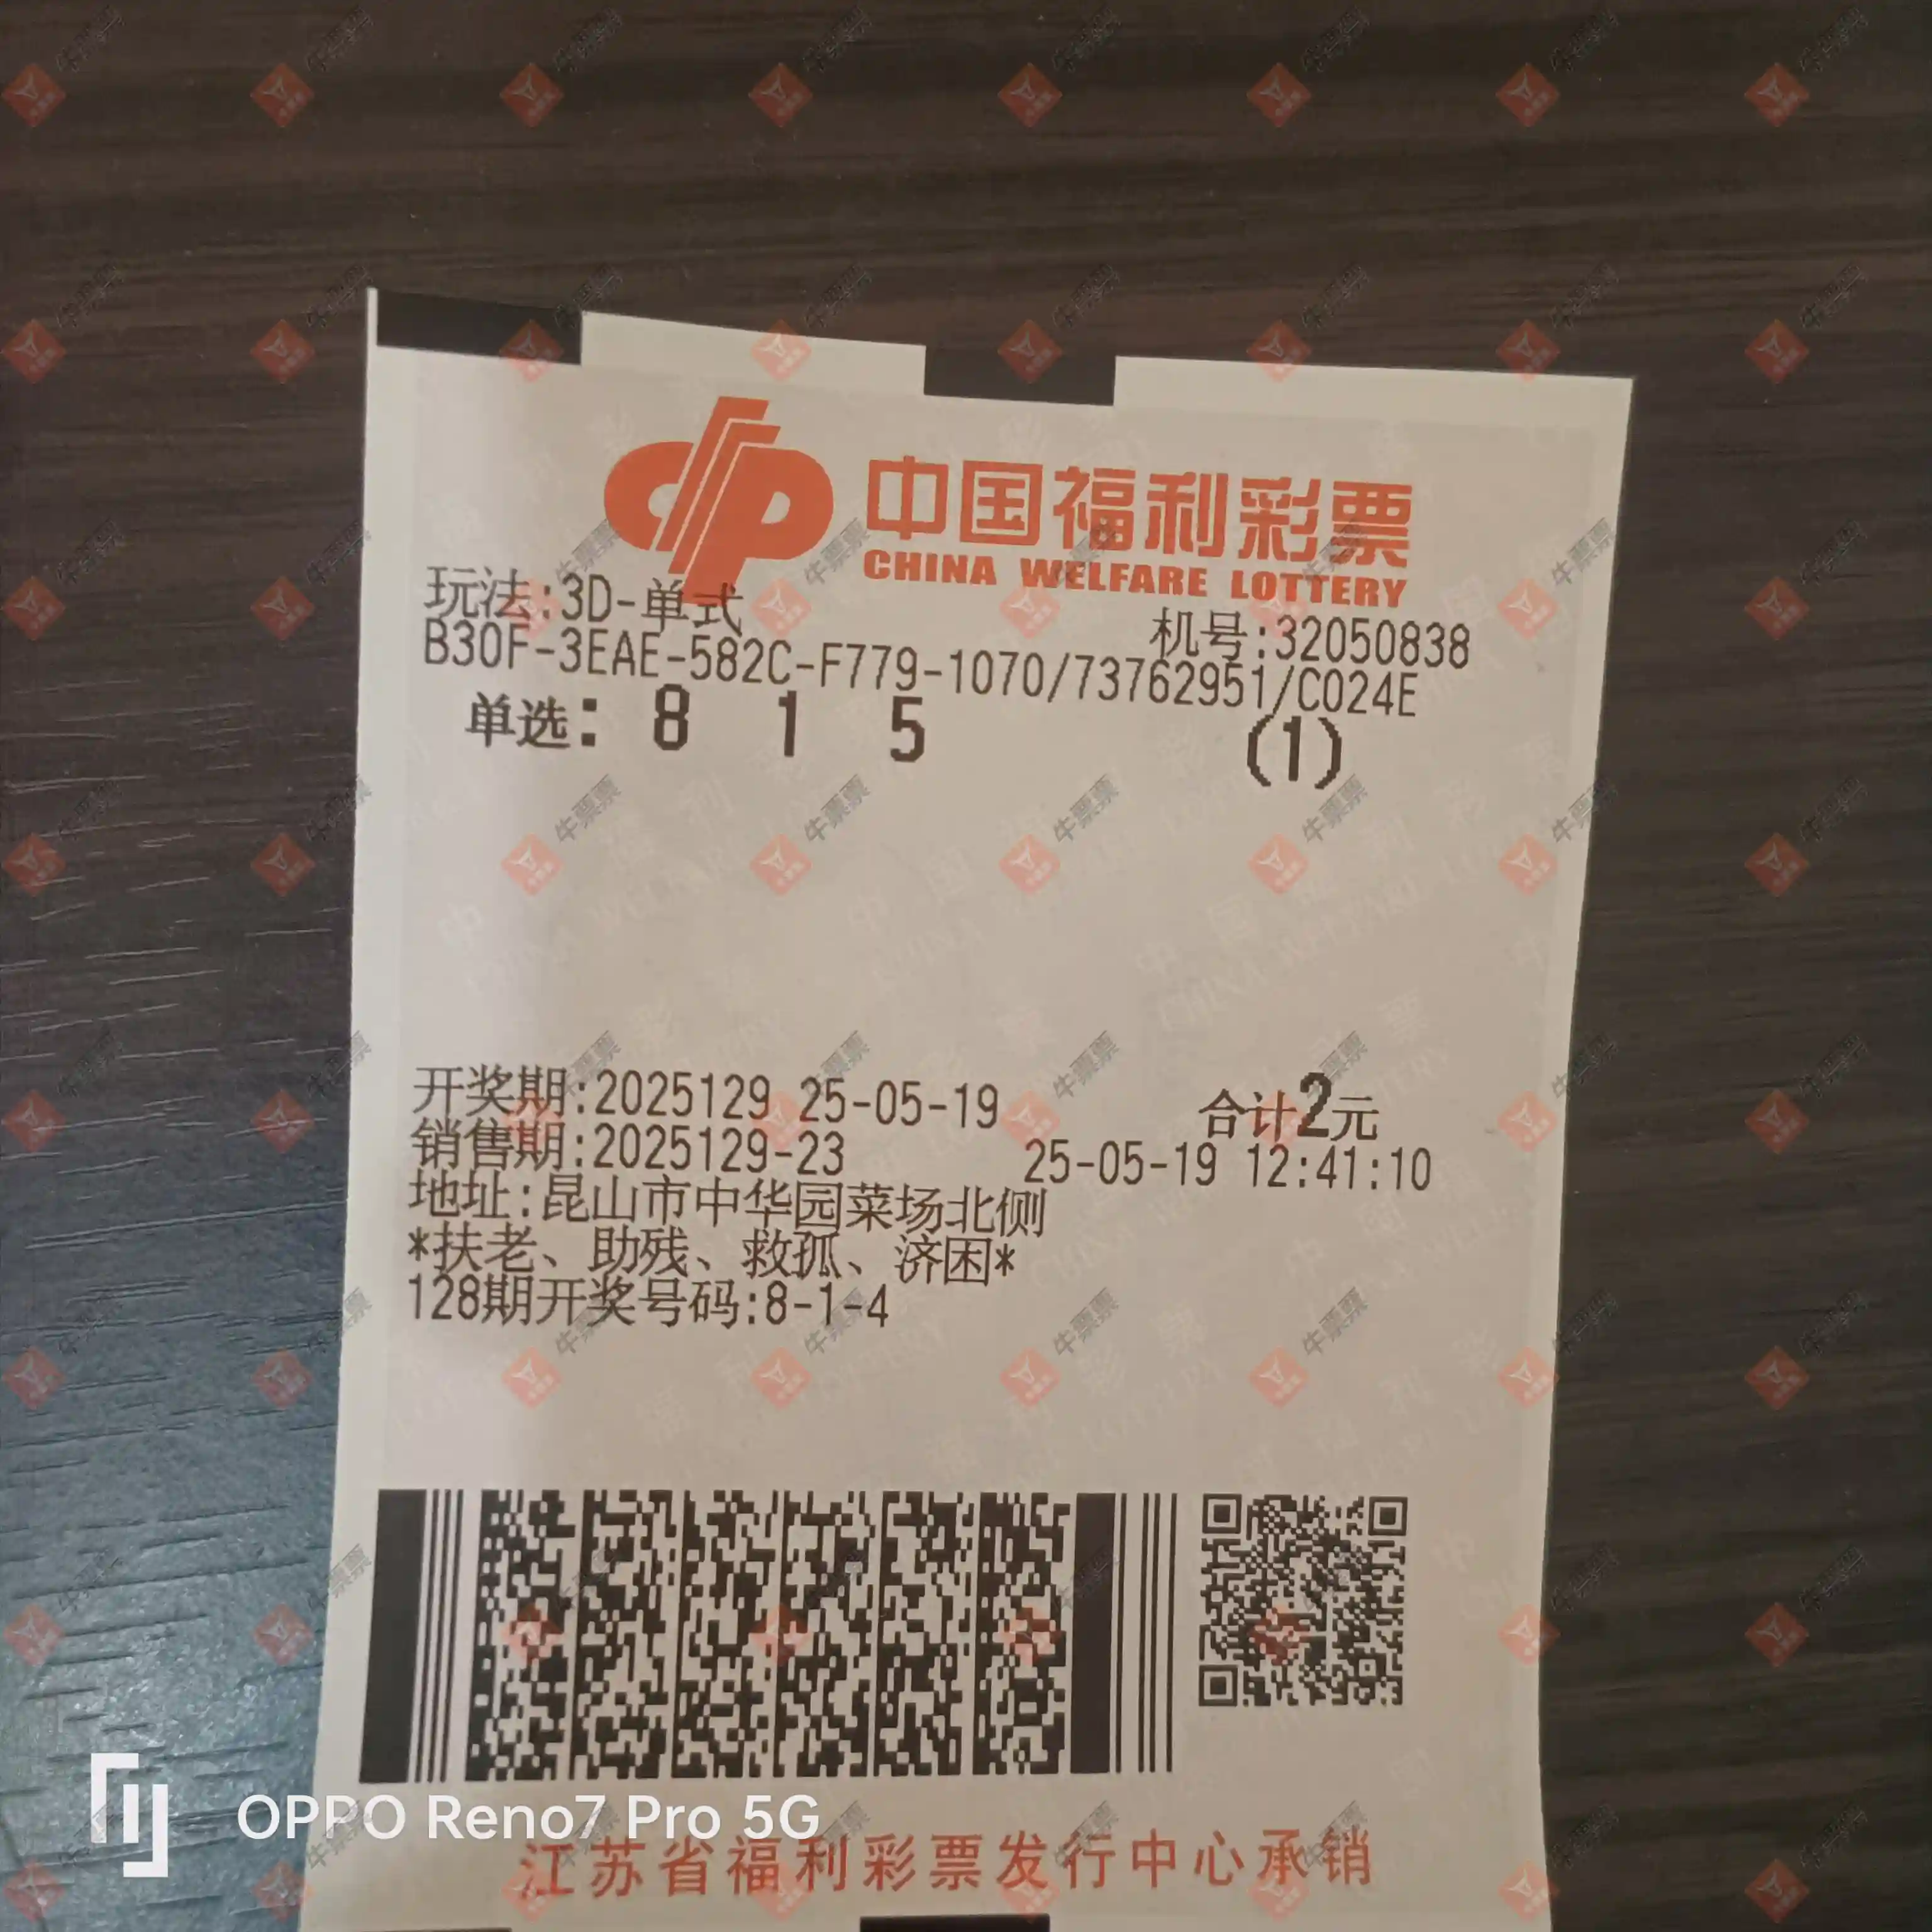 中国福利彩票
CHINA WELFARE LOTTERY
玩法:3D-单式
机号:32050838
B30F-3EAE-582C-F779-1070/73762951/C024E
单选: 8 1 5 (1)
开奖期:2025129 25-05-19 合计2元
销售期:2025129-23 25-05-19 12:41:10
地址:昆山市中华园菜场北侧
*扶老、助残、救孤、济困*
128期开奖号码:8-1-4
OPPO Reno7 Pro 5G
江苏省福利彩票发行中心承销
牛票票